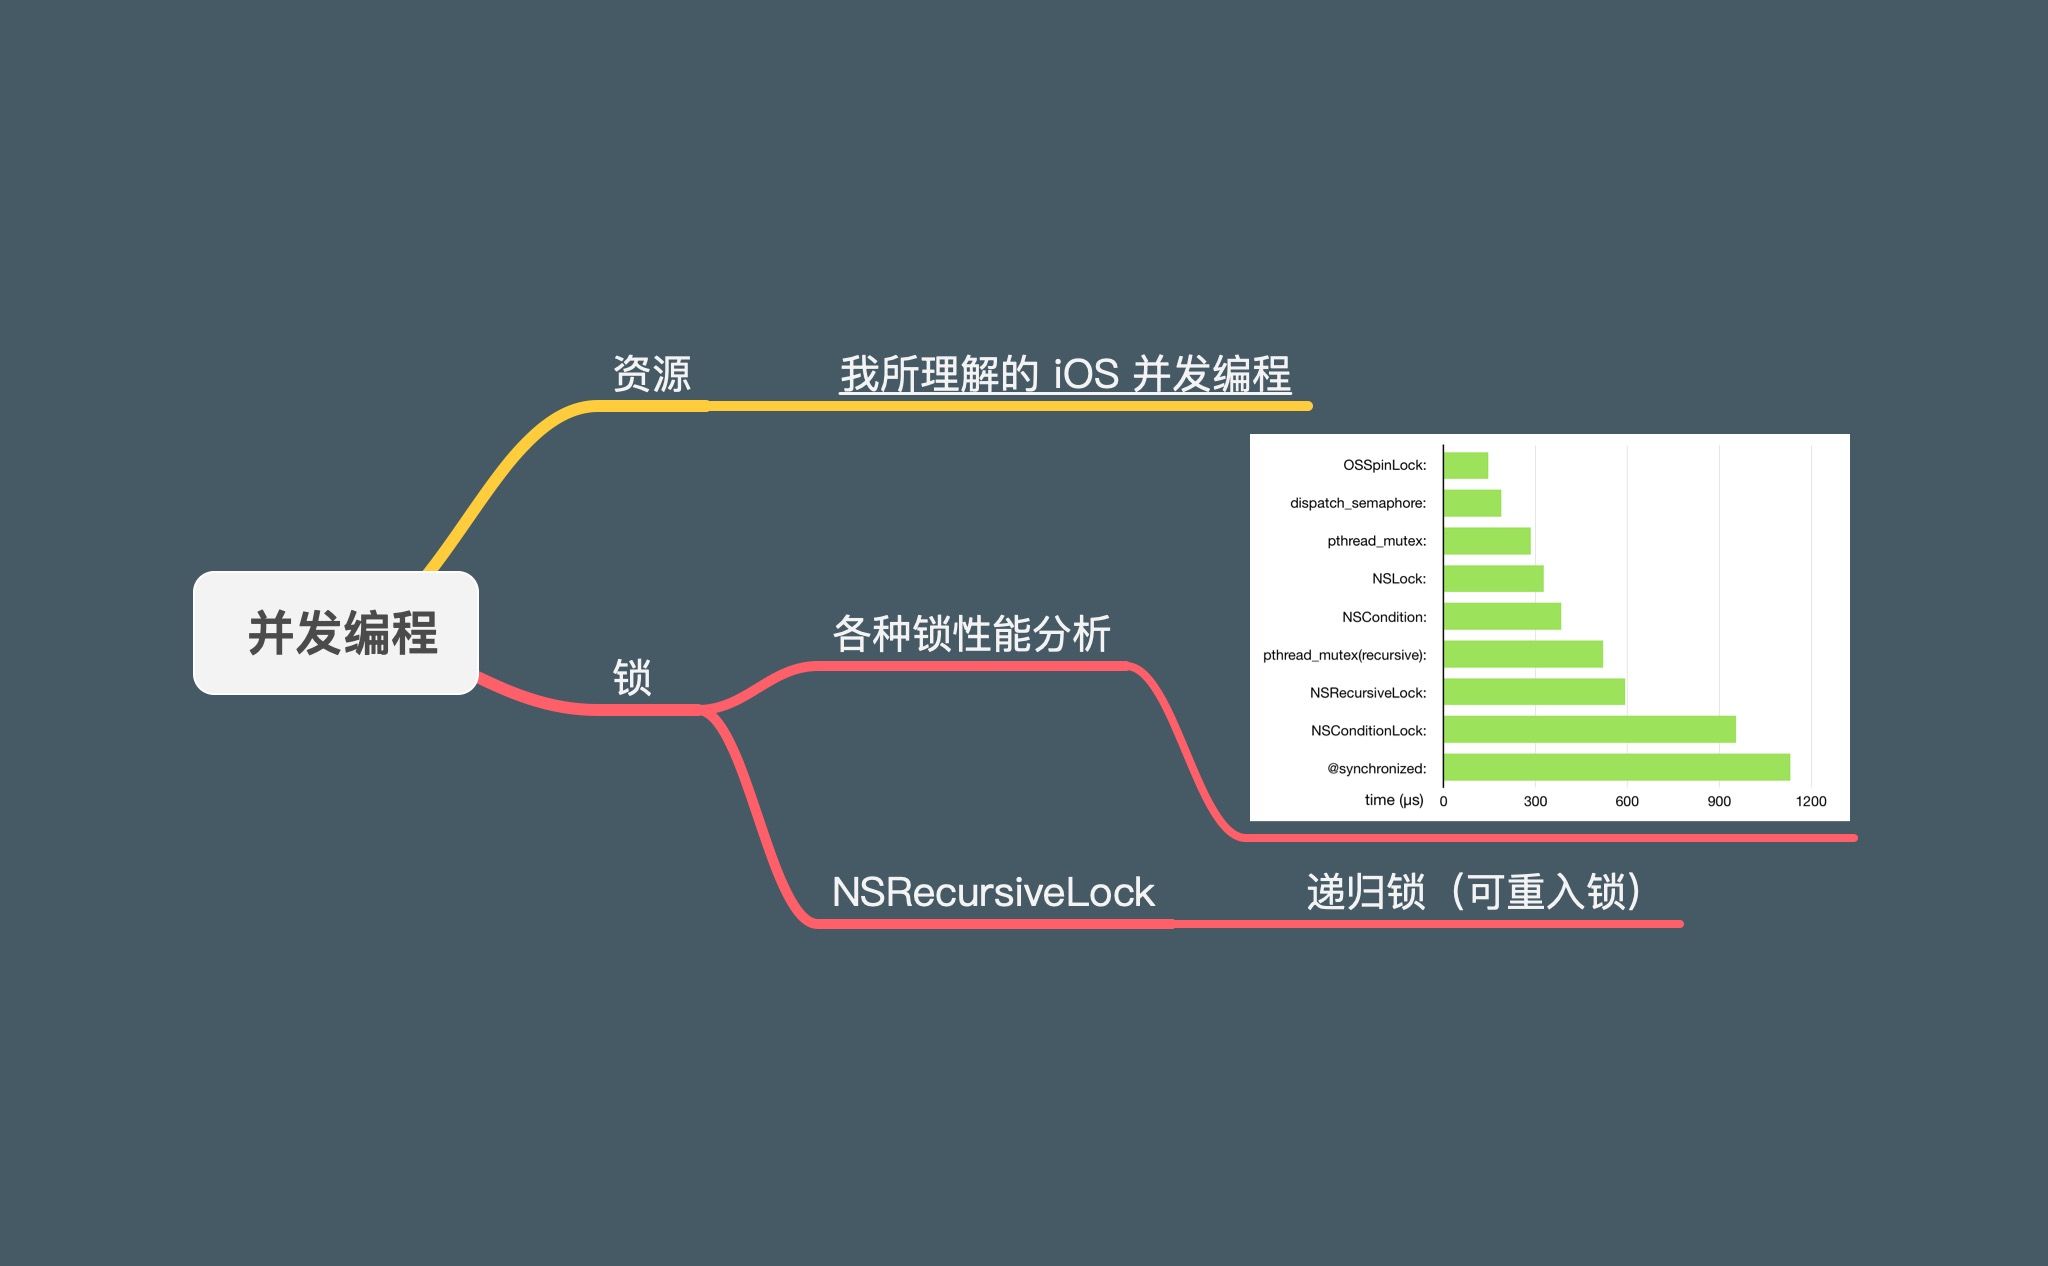 资源
我所理解的 iOS 并发编程
并发编程
锁
各种锁性能分析
OSSpinLock:
dispatch_semaphore:
pthread_mutex:
NSLock:
NSCondition:
pthread_mutex(recursive):
NSRecursiveLock:
NSConditionLock:
@synchronized:
time (µs) 0 300 600 900 1200
NSRecursiveLock
递归锁（可重入锁）